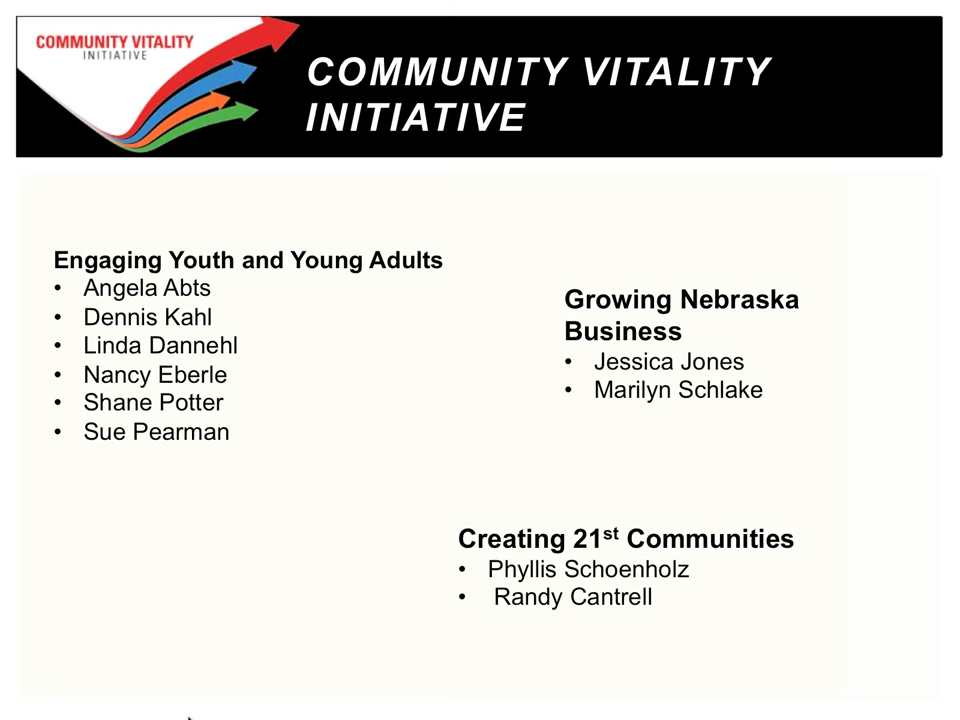 COMMUNITY VITALITY
INITIATIVE
COMMUNITY VITALITY
INITIATIVE
Engaging Youth and Young Adults
• Angela Abts
• Dennis Kahl
• Linda Dannehl
• Nancy Eberle
• Shane Potter
• Sue Pearman
Growing Nebraska
Business
• Jessica Jones
• Marilyn Schlake
Creating 21st Communities
• Phyllis Schoenholz
• Randy Cantrell